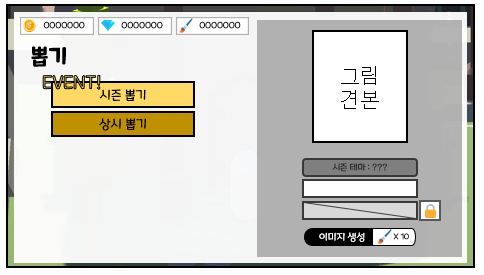 0000000 0000000 0000000
뽑기
EVENT!
시즌 뽑기
상시 뽑기
그림
견본
시즌 테마 : ???
이미지 생성 X 10